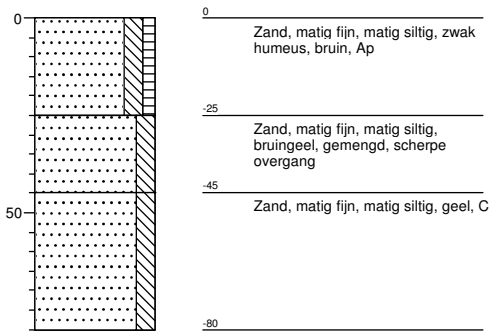 0
0
Zand, matig fijn, matig siltig, zwak
humeus, bruin, Ap
-25
Zand, matig fijn, matig siltig,
bruingeel, gemengd, scherpe
overgang
-45
Zand, matig fijn, matig siltig, geel, C
50
-80